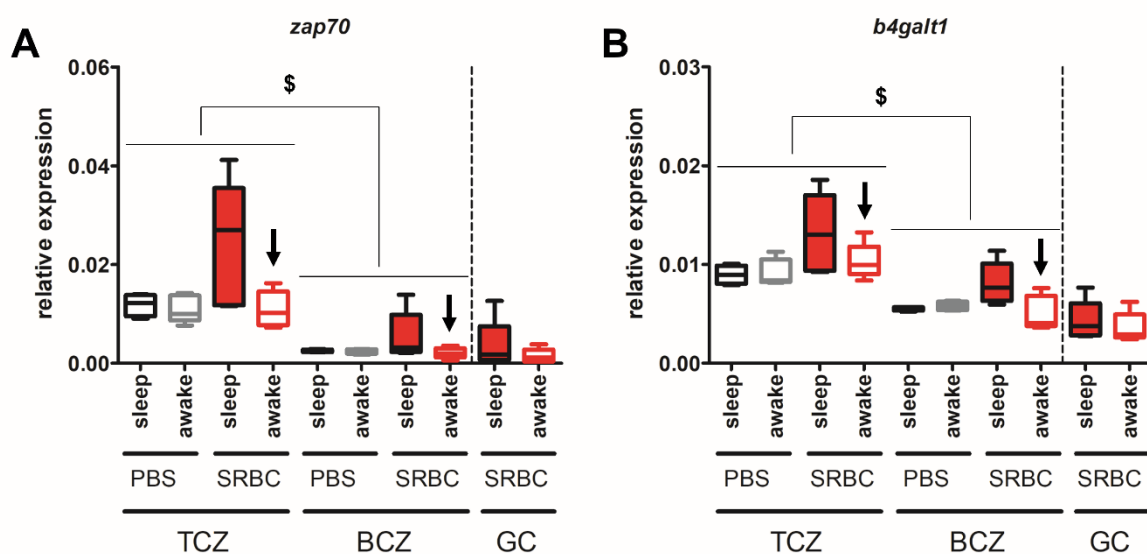 A
zap70
relative expression
0.06
0.04
0.02
0.00
$
sleep
awake
sleep
awake
sleep
awake
sleep
awake
sleep
awake
PBS SRBC PBS SRBC SRBC
TCZ BCZ GC
B
b4galt1
relative expression
0.03
0.02
0.01
0.00
$
sleep
awake
sleep
awake
sleep
awake
sleep
awake
sleep
awake
PBS SRBC PBS SRBC SRBC
TCZ BCZ GC